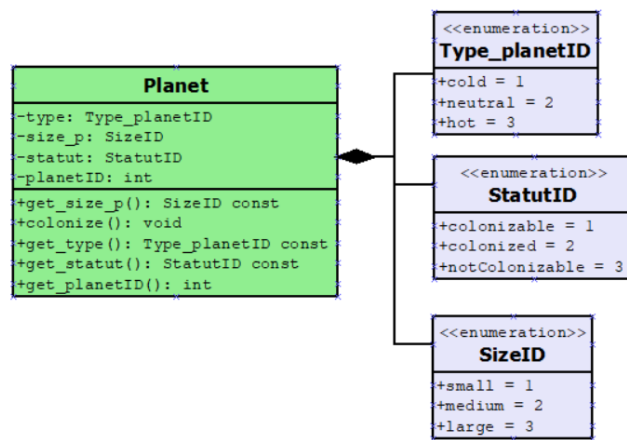 Planet
-type: Type_planetID
-size_p: SizeID
-statut: StatutID
-planetID: int
+get_size_p(): SizeID const
+colonize(): void
+get_type(): Type_planetID const
+get_statut(): StatutID const
+get_planetID(): int
<<enumeration>>
Type_planetID
+cold = 1
+neutral = 2
+hot = 3
<<enumeration>>
StatutID
+colonizable = 1
+colonized = 2
+notColonizable = 3
<<enumeration>>
SizeID
+small = 1
+medium = 2
+large = 3